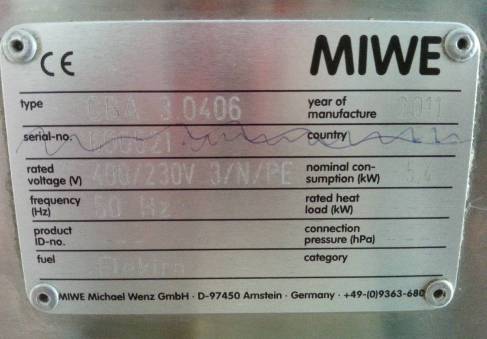 CE MIWE
type CBA 3.0406 year of manufacture 2011
serial-no. country
rated voltage (V) 400/230V 3/N/PE nominal con-sumption (kW) 5.4
frequency (Hz) 50 Hz rated heat load (kW)
product ID-no. connection pressure (hPa)
fuel Elektro category
MIWE Michael Wenz GmbH · D-97450 Arnstein · Germany · +49-(0)9363-680